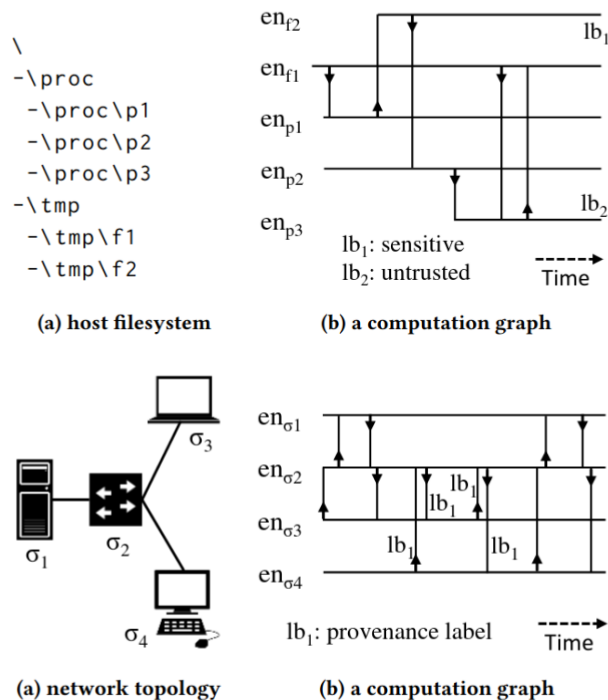 \
-\proc
-\proc\p1
-\proc\p2
-\proc\p3
-\tmp
-\tmp\f1
-\tmp\f2
(a) host filesystem
en_f2
lb_1
en_f1
en_p1
en_p2
lb_2
en_p3
lb_1: sensitive
lb_2: untrusted
Time
(b) a computation graph
σ_3
σ_1
σ_2
σ_4
(a) network topology
en_σ1
en_σ2
lb_1
lb_1
en_σ3
lb_1
lb_1
en_σ4
lb_1: provenance label
Time
(b) a computation graph